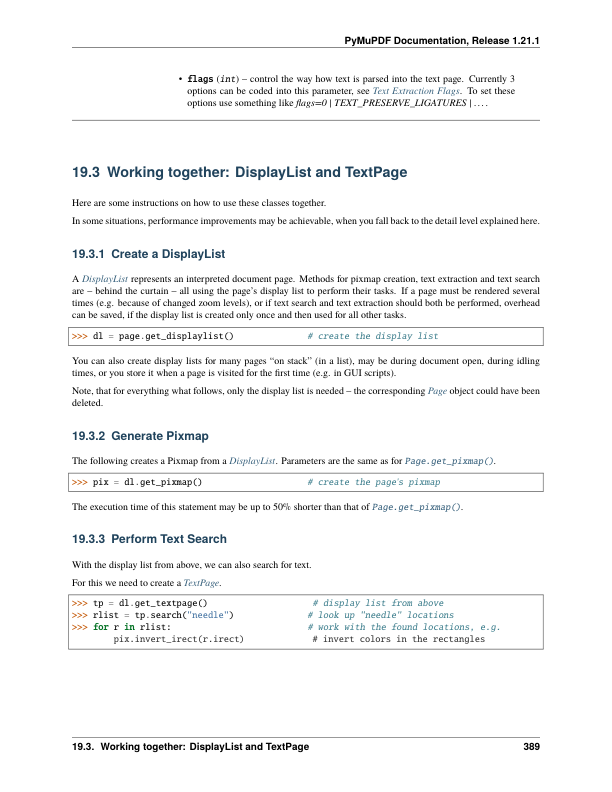 PyMuPDF Documentation, Release 1.21.1
• flags (int) – control the way how text is parsed into the text page. Currently 3
options can be coded into this parameter, see Text Extraction Flags. To set these
options use something like flags=0 | TEXT_PRESERVE_LIGATURES | ....
19.3 Working together: DisplayList and TextPage
Here are some instructions on how to use these classes together.
In some situations, performance improvements may be achievable, when you fall back to the detail level explained here.
19.3.1 Create a DisplayList
A DisplayList represents an interpreted document page. Methods for pixmap creation, text extraction and text search
are – behind the curtain – all using the page's display list to perform their tasks. If a page must be rendered several
times (e.g. because of changed zoom levels), or if text search and text extraction should both be performed, overhead
can be saved, if the display list is created only once and then used for all other tasks.
>>> dl = page.get_displaylist() # create the display list
You can also create display lists for many pages “on stack” (in a list), may be during document open, during idling
times, or you store it when a page is visited for the first time (e.g. in GUI scripts).
Note, that for everything what follows, only the display list is needed – the corresponding Page object could have been
deleted.
19.3.2 Generate Pixmap
The following creates a Pixmap from a DisplayList. Parameters are the same as for Page.get_pixmap().
>>> pix = dl.get_pixmap() # create the page's pixmap
The execution time of this statement may be up to 50% shorter than that of Page.get_pixmap().
19.3.3 Perform Text Search
With the display list from above, we can also search for text.
For this we need to create a TextPage.
>>> tp = dl.get_textpage() # display list from above
>>> rlist = tp.search("needle") # look up "needle" locations
>>> for r in rlist: # work with the found locations, e.g.
pix.invert_irect(r.irect) # invert colors in the rectangles
19.3. Working together: DisplayList and TextPage 389